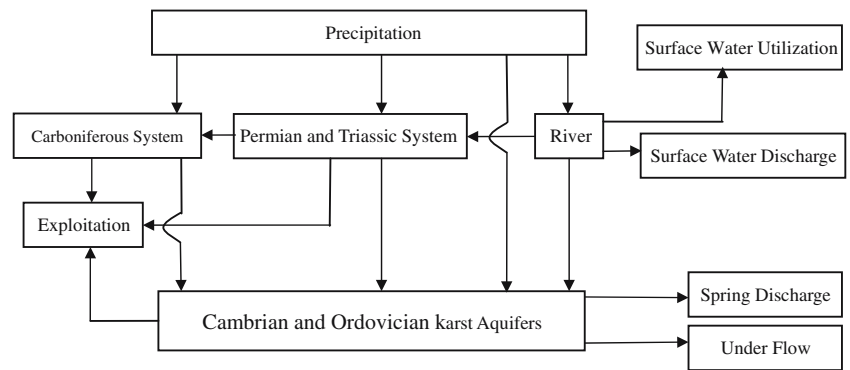 Precipitation
Surface Water Utilization
Carboniferous System
Permian and Triassic System
River
Surface Water Discharge
Exploitation
Cambrian and Ordovician karst Aquifers
Spring Discharge
Under Flow